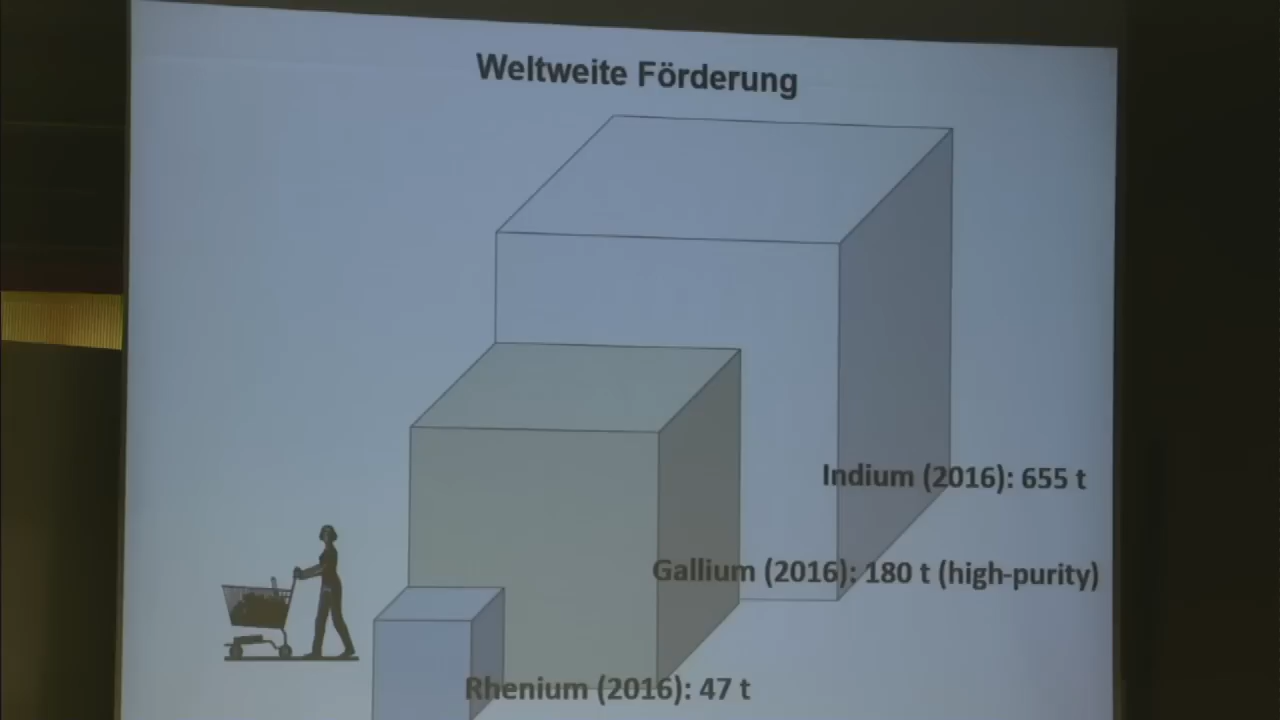 Weltweite Förderung
Indium (2016): 655 t
Gallium (2016): 180 t (high-purity)
Rhenium (2016): 47 t